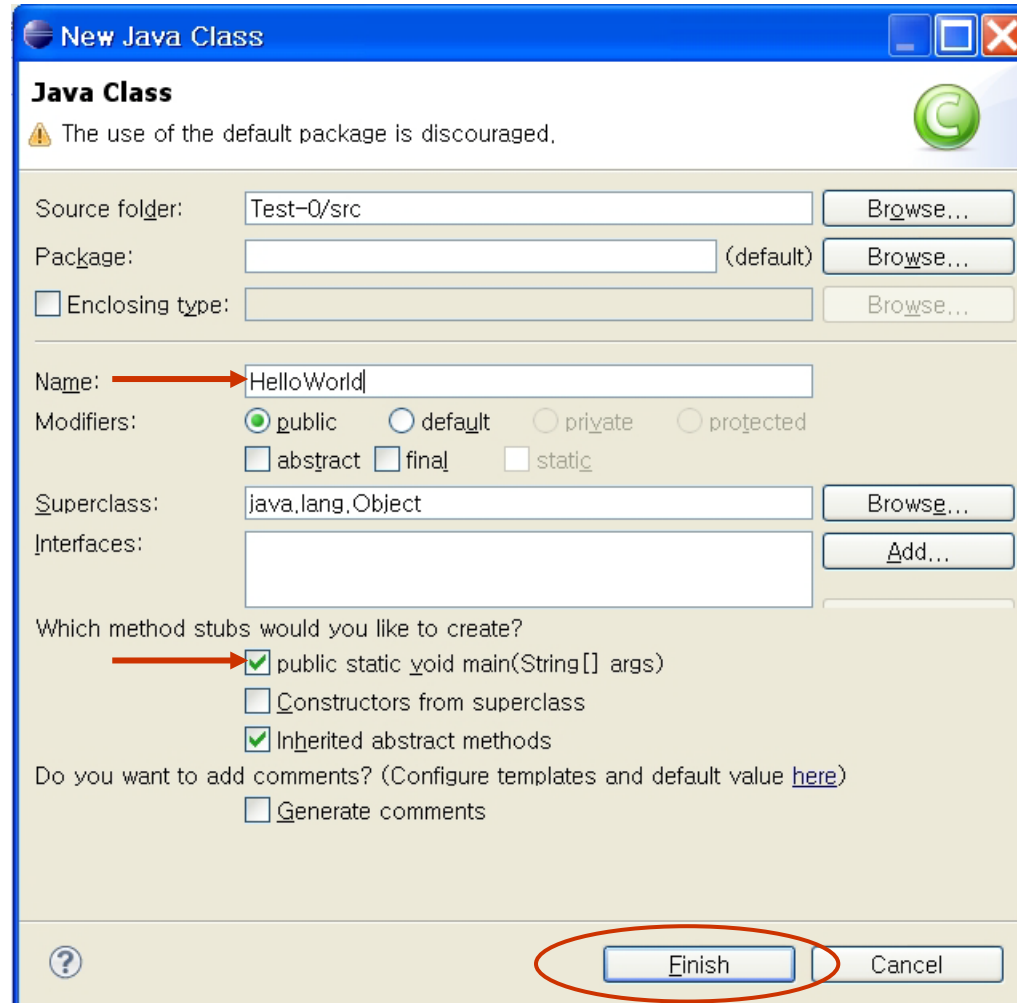 New Java Class
Java Class
The use of the default package is discouraged.
Source folder: Test-0/src Browse...
Package: (default) Browse...
Enclosing type: Browse...
Name: HelloWorld
Modifiers: public default private protected
abstract final static
Superclass: java.lang.Object Browse...
Interfaces: Add...
Which method stubs would you like to create?
public static void main(String[] args)
Constructors from superclass
Inherited abstract methods
Do you want to add comments? (Configure templates and default value here)
Generate comments
? Finish Cancel